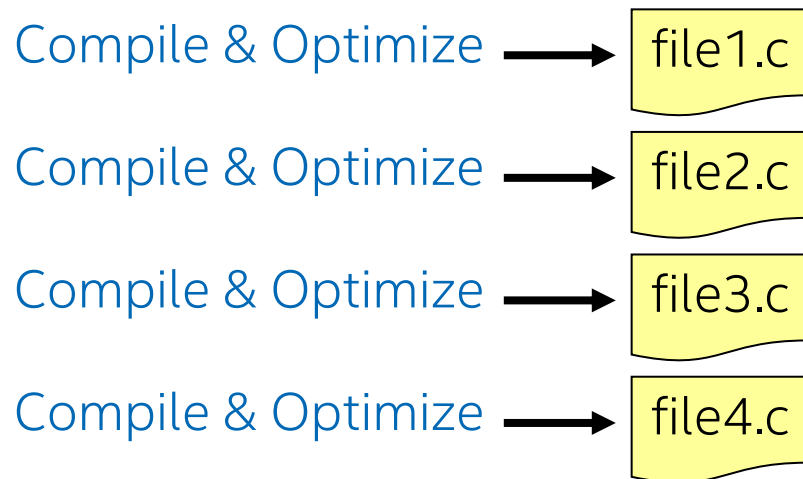 Compile & Optimize file1.c
Compile & Optimize file2.c
Compile & Optimize file3.c
Compile & Optimize file4.c